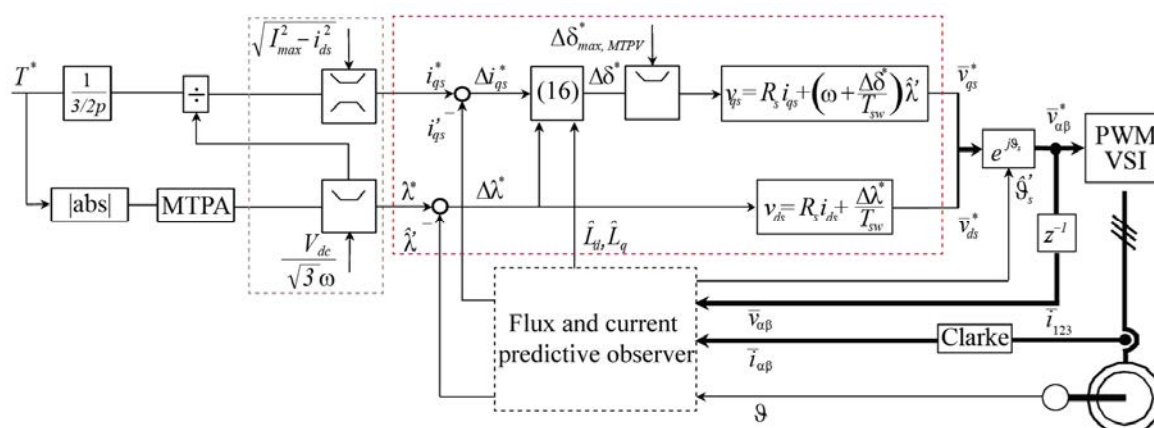 √(I²max − i²ds)
Δδ*max, MTPV
T*
1
3/2p
÷
i*qs
Δi*qs
(16)
Δδ*
vqs = Rs iqs + (ω + Δδ*/Tsw) λ̂'
v̄*qs
i'qs
−
e^jϑs
v̄*αβ
PWM
VSI
|abs|
MTPA
λ*
Δλ*
vds = Rs ids + Δλ*/Tsw
v̄*ds
ϑ̂'s
z⁻¹
λ̂'
−
L̂d, L̂q
Vdc
√3ω
Flux and current
predictive observer
v̄αβ
ī123
Clarke
īαβ
ϑ